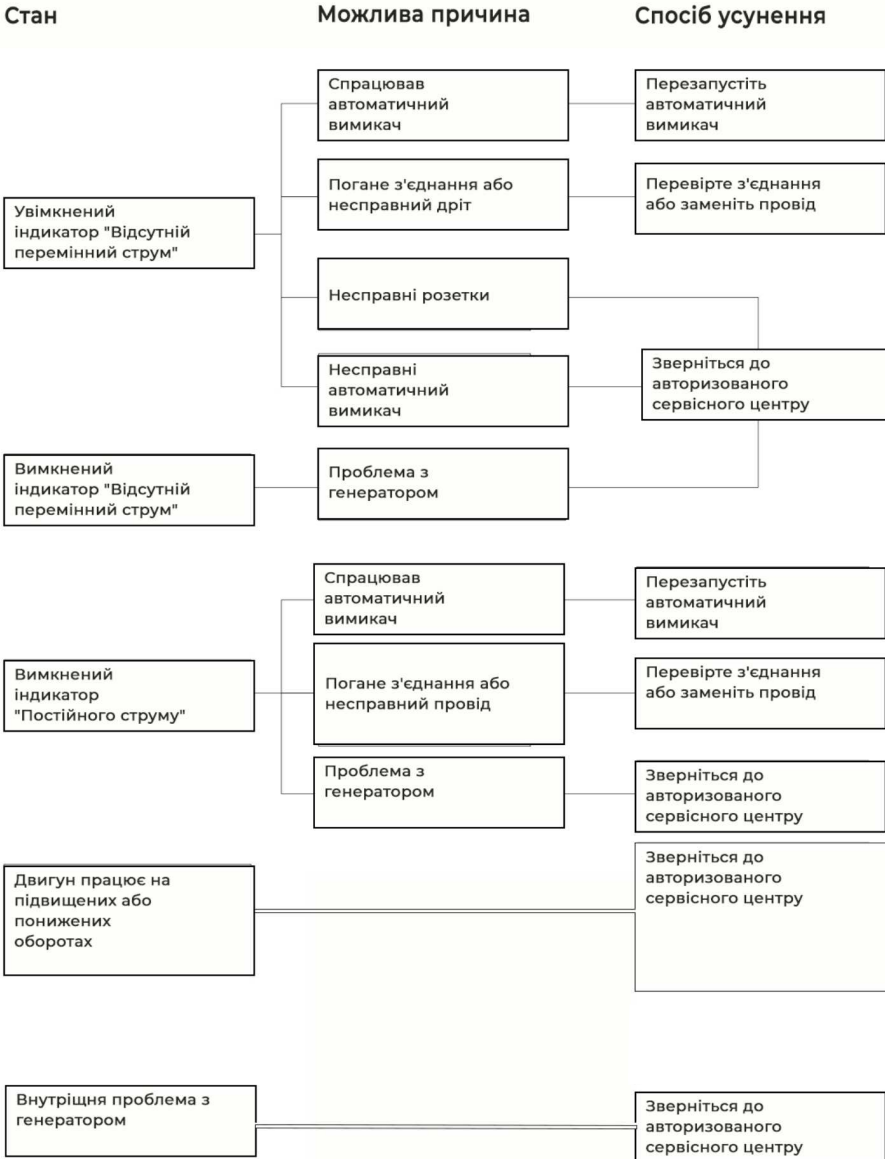 Стан
Можлива причина
Спосіб усунення
Увімкнений
індикатор "Відсутній
перемінний струм"
Спрацював
автоматичний
вимикач
Перезапустіть
автоматичний
вимикач
Погане з'єднання або
несправний дріт
Перевірте з'єднання
або заменіть провід
Несправні розетки
Несправні
автоматичний
вимикач
Зверніться до
авторизованого
сервісного центру
Вимкнений
індикатор "Відсутній
перемінний струм"
Проблема з
генератором
Вимкнений
індикатор
"Постійного струму"
Спрацював
автоматичний
вимикач
Перезапустіть
автоматичний
вимикач
Погане з'єднання або
несправний провід
Перевірте з'єднання
або заменіть провід
Проблема з
генератором
Зверніться до
авторизованого
сервісного центру
Двигун працює на
підвищених або
понижених
оборотах
Зверніться до
авторизованого
сервісного центру
Внутріщня проблема з
генератором
Зверніться до
авторизованого
сервісного центру